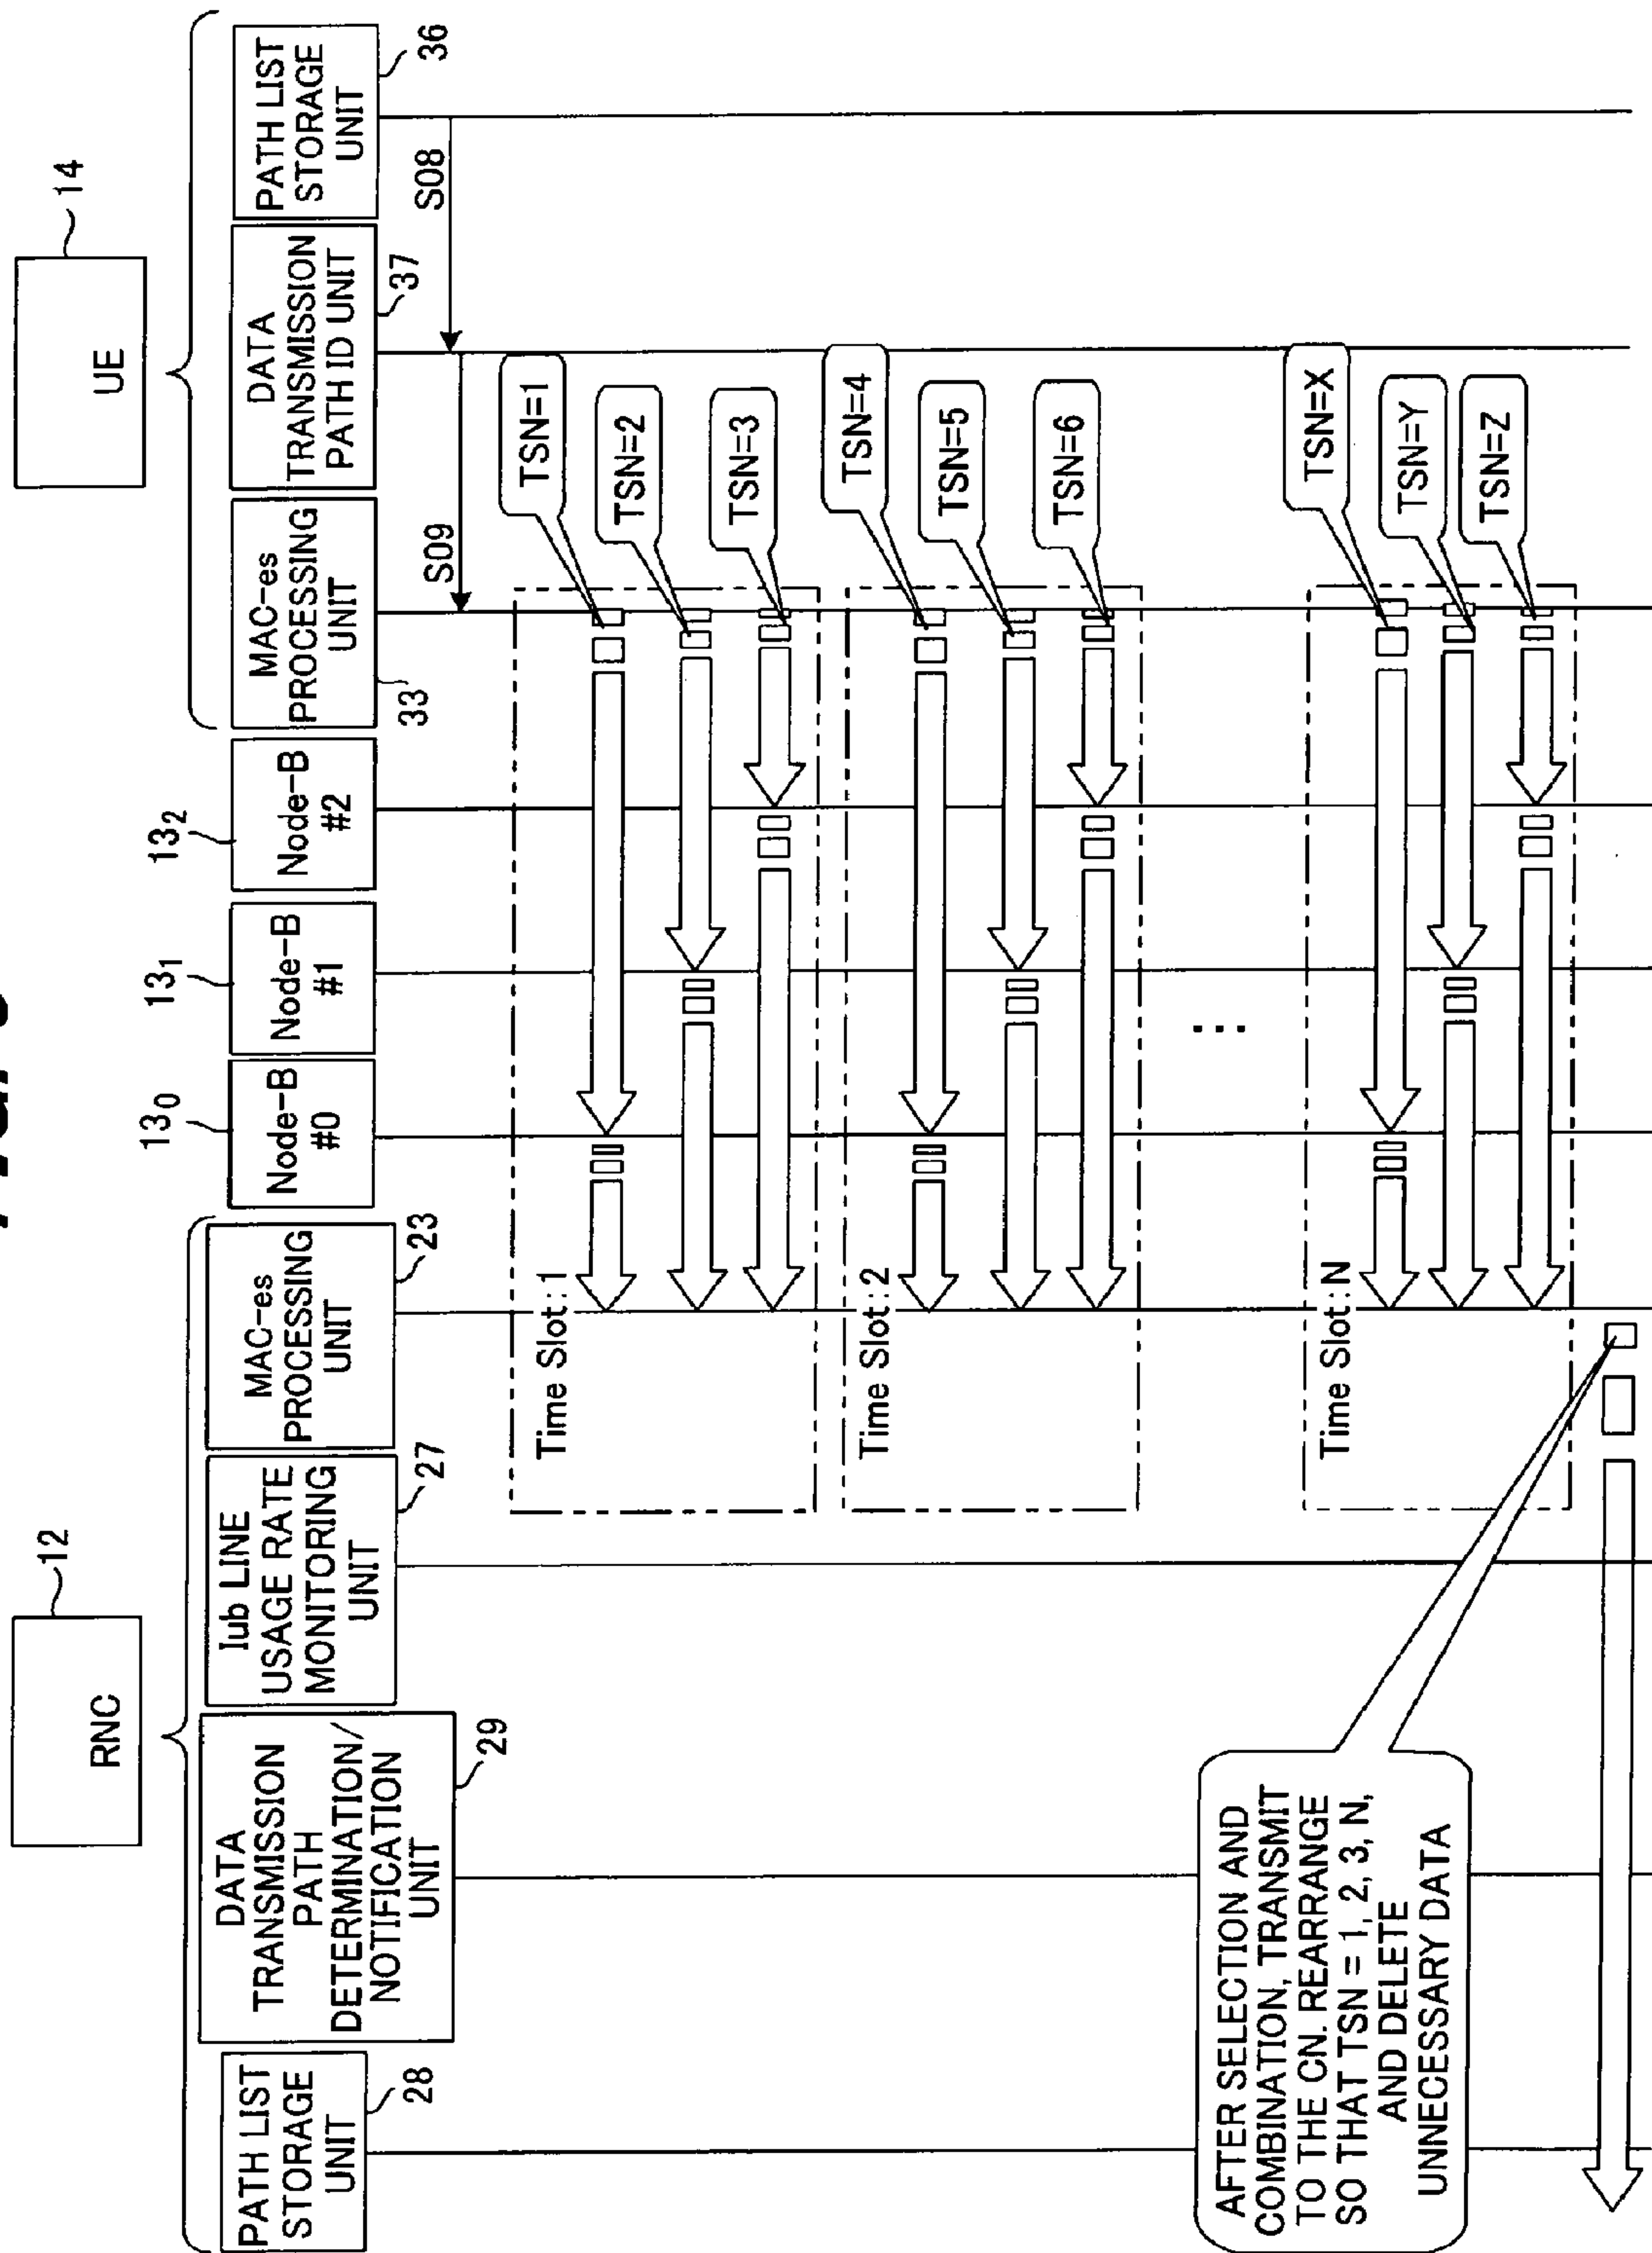 RNC
12
UE
14
PATH LIST
STORAGE
UNIT
28
DATA
TRANSMISSION
PATH
DETERMINATION/
NOTIFICATION
UNIT
29
Iub LINE
USAGE RATE
MONITORING
UNIT
27
MAC-es
PROCESSING
UNIT
23
Node-B
#0
13₀
Node-B
#1
13₁
Node-B
#2
13₂
MAC-es
PROCESSING
UNIT
33
DATA
TRANSMISSION
PATH ID UNIT
37
PATH LIST
STORAGE
UNIT
36
S08
S09
Time Slot:1
TSN=1
TSN=2
TSN=3
Time Slot:2
TSN=4
TSN=5
TSN=6
...
Time Slot:N
TSN=X
TSN=Y
TSN=Z
AFTER SELECTION AND
COMBINATION, TRANSMIT
TO THE CN. REARRANGE
SO THAT TSN = 1, 2, 3, N,
AND DELETE
UNNECESSARY DATA